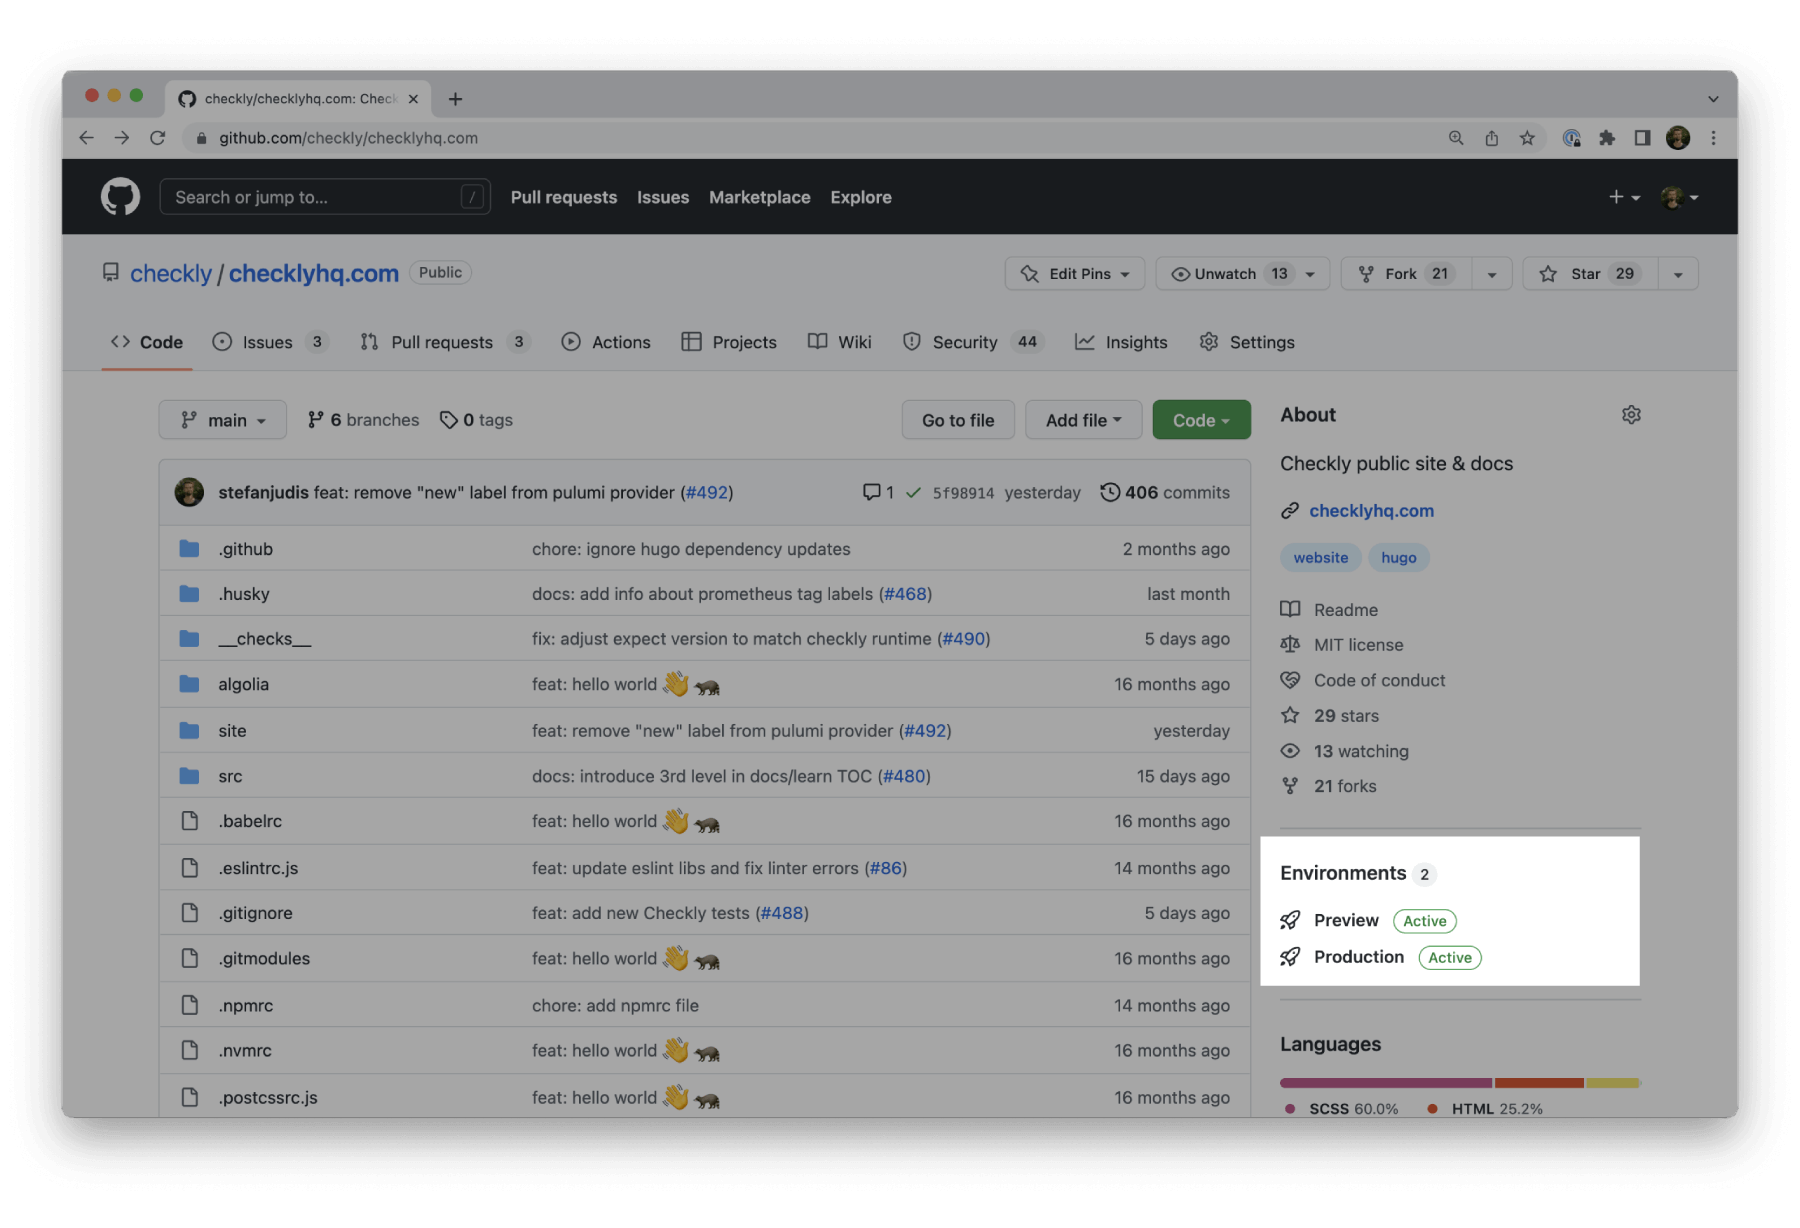 checkly/checklyhq.com: Check
github.com/checkly/checklyhq.com
Search or jump to... / Pull requests Issues Marketplace Explore
checkly / checklyhq.com Public Edit Pins Unwatch 13 Fork 21 Star 29
Code Issues 3 Pull requests 3 Actions Projects Wiki Security 44 Insights Settings
main 6 branches 0 tags Go to file Add file Code
stefanjudis feat: remove "new" label from pulumi provider (#492) 1 5f98914 yesterday 406 commits
.github chore: ignore hugo dependency updates 2 months ago
.husky docs: add info about prometheus tag labels (#468) last month
__checks__ fix: adjust expect version to match checkly runtime (#490) 5 days ago
algolia feat: hello world 👋🦡 16 months ago
site feat: remove "new" label from pulumi provider (#492) yesterday
src docs: introduce 3rd level in docs/learn TOC (#480) 15 days ago
.babelrc feat: hello world 👋🦡 16 months ago
.eslintrc.js feat: update eslint libs and fix linter errors (#86) 14 months ago
.gitignore feat: add new Checkly tests (#488) 5 days ago
.gitmodules feat: hello world 👋🦡 16 months ago
.npmrc chore: add npmrc file 14 months ago
.nvmrc feat: hello world 👋🦡 16 months ago
.postcssrc.js feat: hello world 👋🦡 16 months ago
About
Checkly public site & docs
checklyhq.com
website hugo
Readme
MIT license
Code of conduct
29 stars
13 watching
21 forks
Environments 2
Preview Active
Production Active
Languages
SCSS 60.0% HTML 25.2%